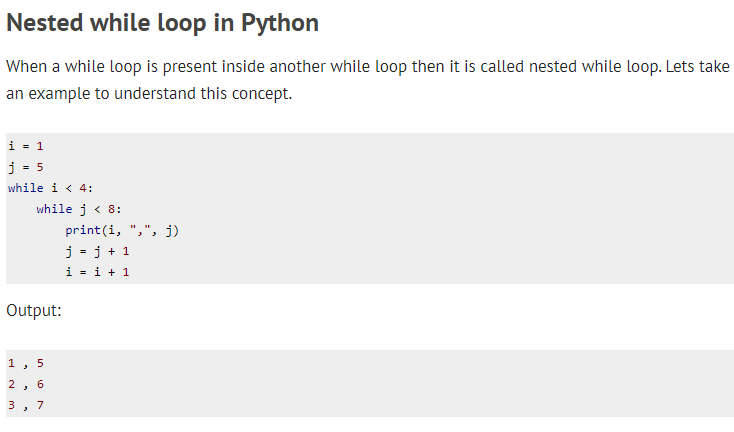 Nested while loop in Python
When a while loop is present inside another while loop then it is called nested while loop. Lets take
an example to understand this concept.
i = 1
j = 5
while i < 4:
    while j < 8:
        print(i, ",", j)
        j = j + 1
        i = i + 1
Output:
1 , 5
2 , 6
3 , 7